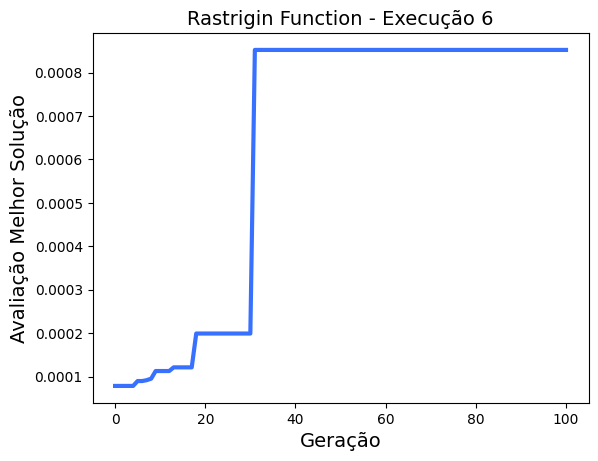 Rastrigin Function - Execução 6
Avaliação Melhor Solução
0.0008
0.0007
0.0006
0.0005
0.0004
0.0003
0.0002
0.0001
0 20 40 60 80 100
Geração